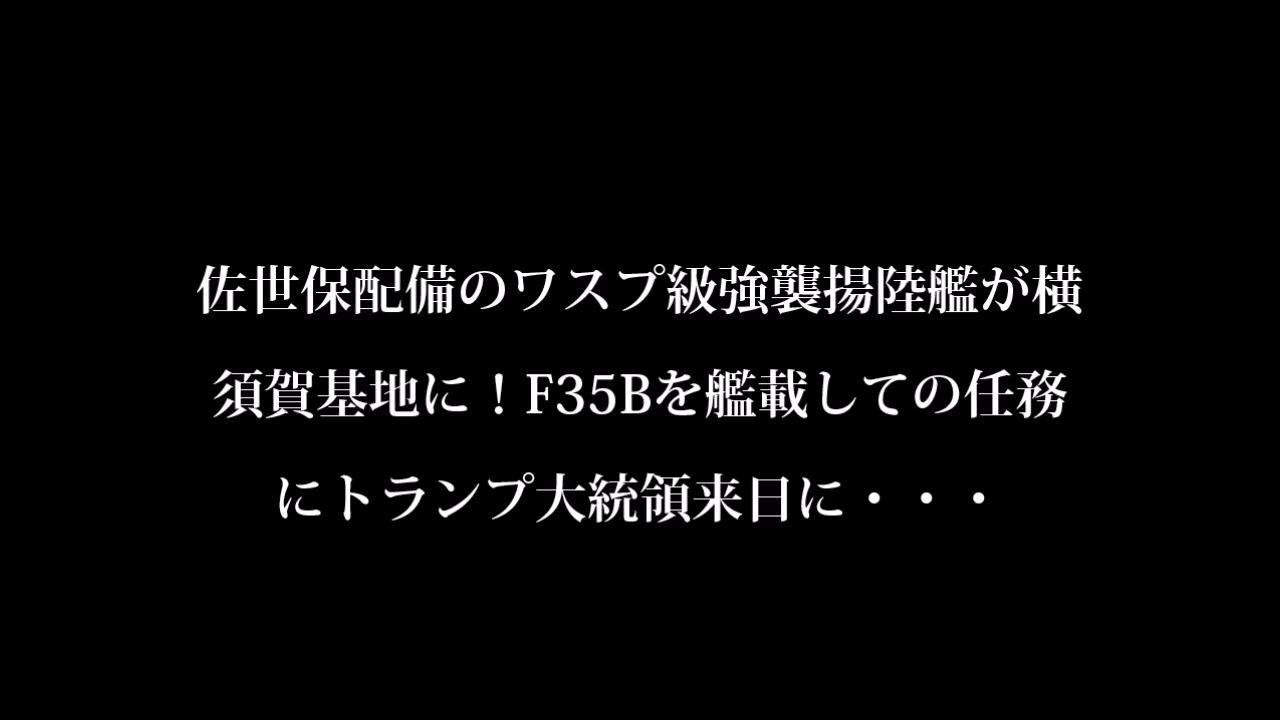 佐世保配備のワスプ級強襲揚陸艦が横
須賀基地に！F35Bを艦載しての任務
にトランプ大統領来日に・・・